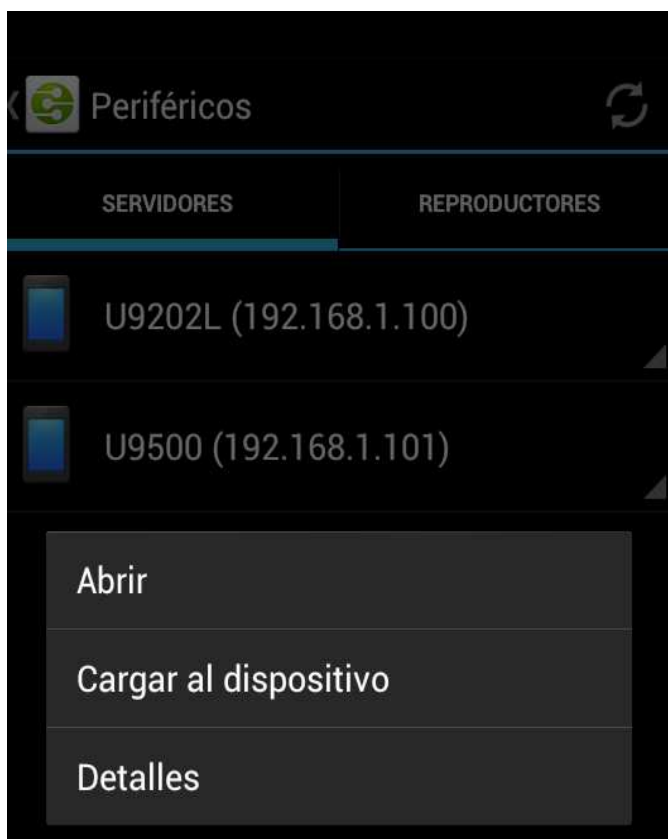 Periféricos
SERVIDORES REPRODUCTORES
U9202L (192.168.1.100)
U9500 (192.168.1.101)
Abrir
Cargar al dispositivo
Detalles